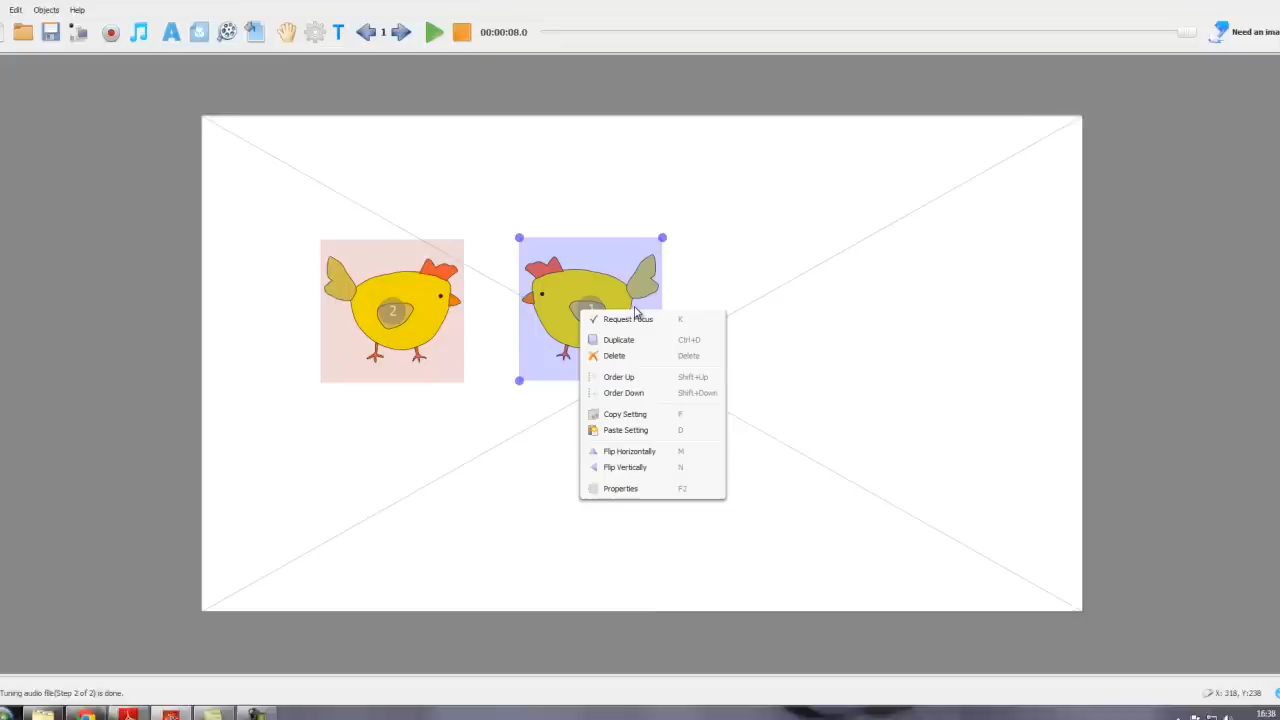 Edit Objects Help
T 1 00:00:08.0 Need an ima
2 1
Request Focus K
Duplicate Ctrl+D
Delete Delete
Order Up Shift+Up
Order Down Shift+Down
Copy Setting F
Paste Setting D
Flip Horizontally M
Flip Vertically N
Properties F2
Tuning audio file(Step 2 of 2) is done. X: 318, Y:238
16:38